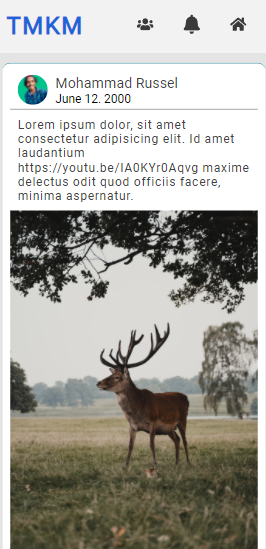 TMKM
Mohammad Russel
June 12. 2000
Lorem ipsum dolor, sit amet
consectetur adipisicing elit. Id amet
laudantium
https://youtu.be/IA0KYr0Aqvg maxime
delectus odit quod officiis facere,
minima aspernatur.